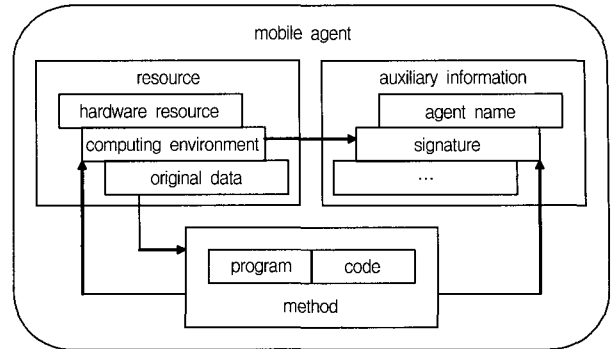 mobile agent
resource
hardware resource
computing environment
original data
auxiliary information
agent name
signature
...
program
code
method